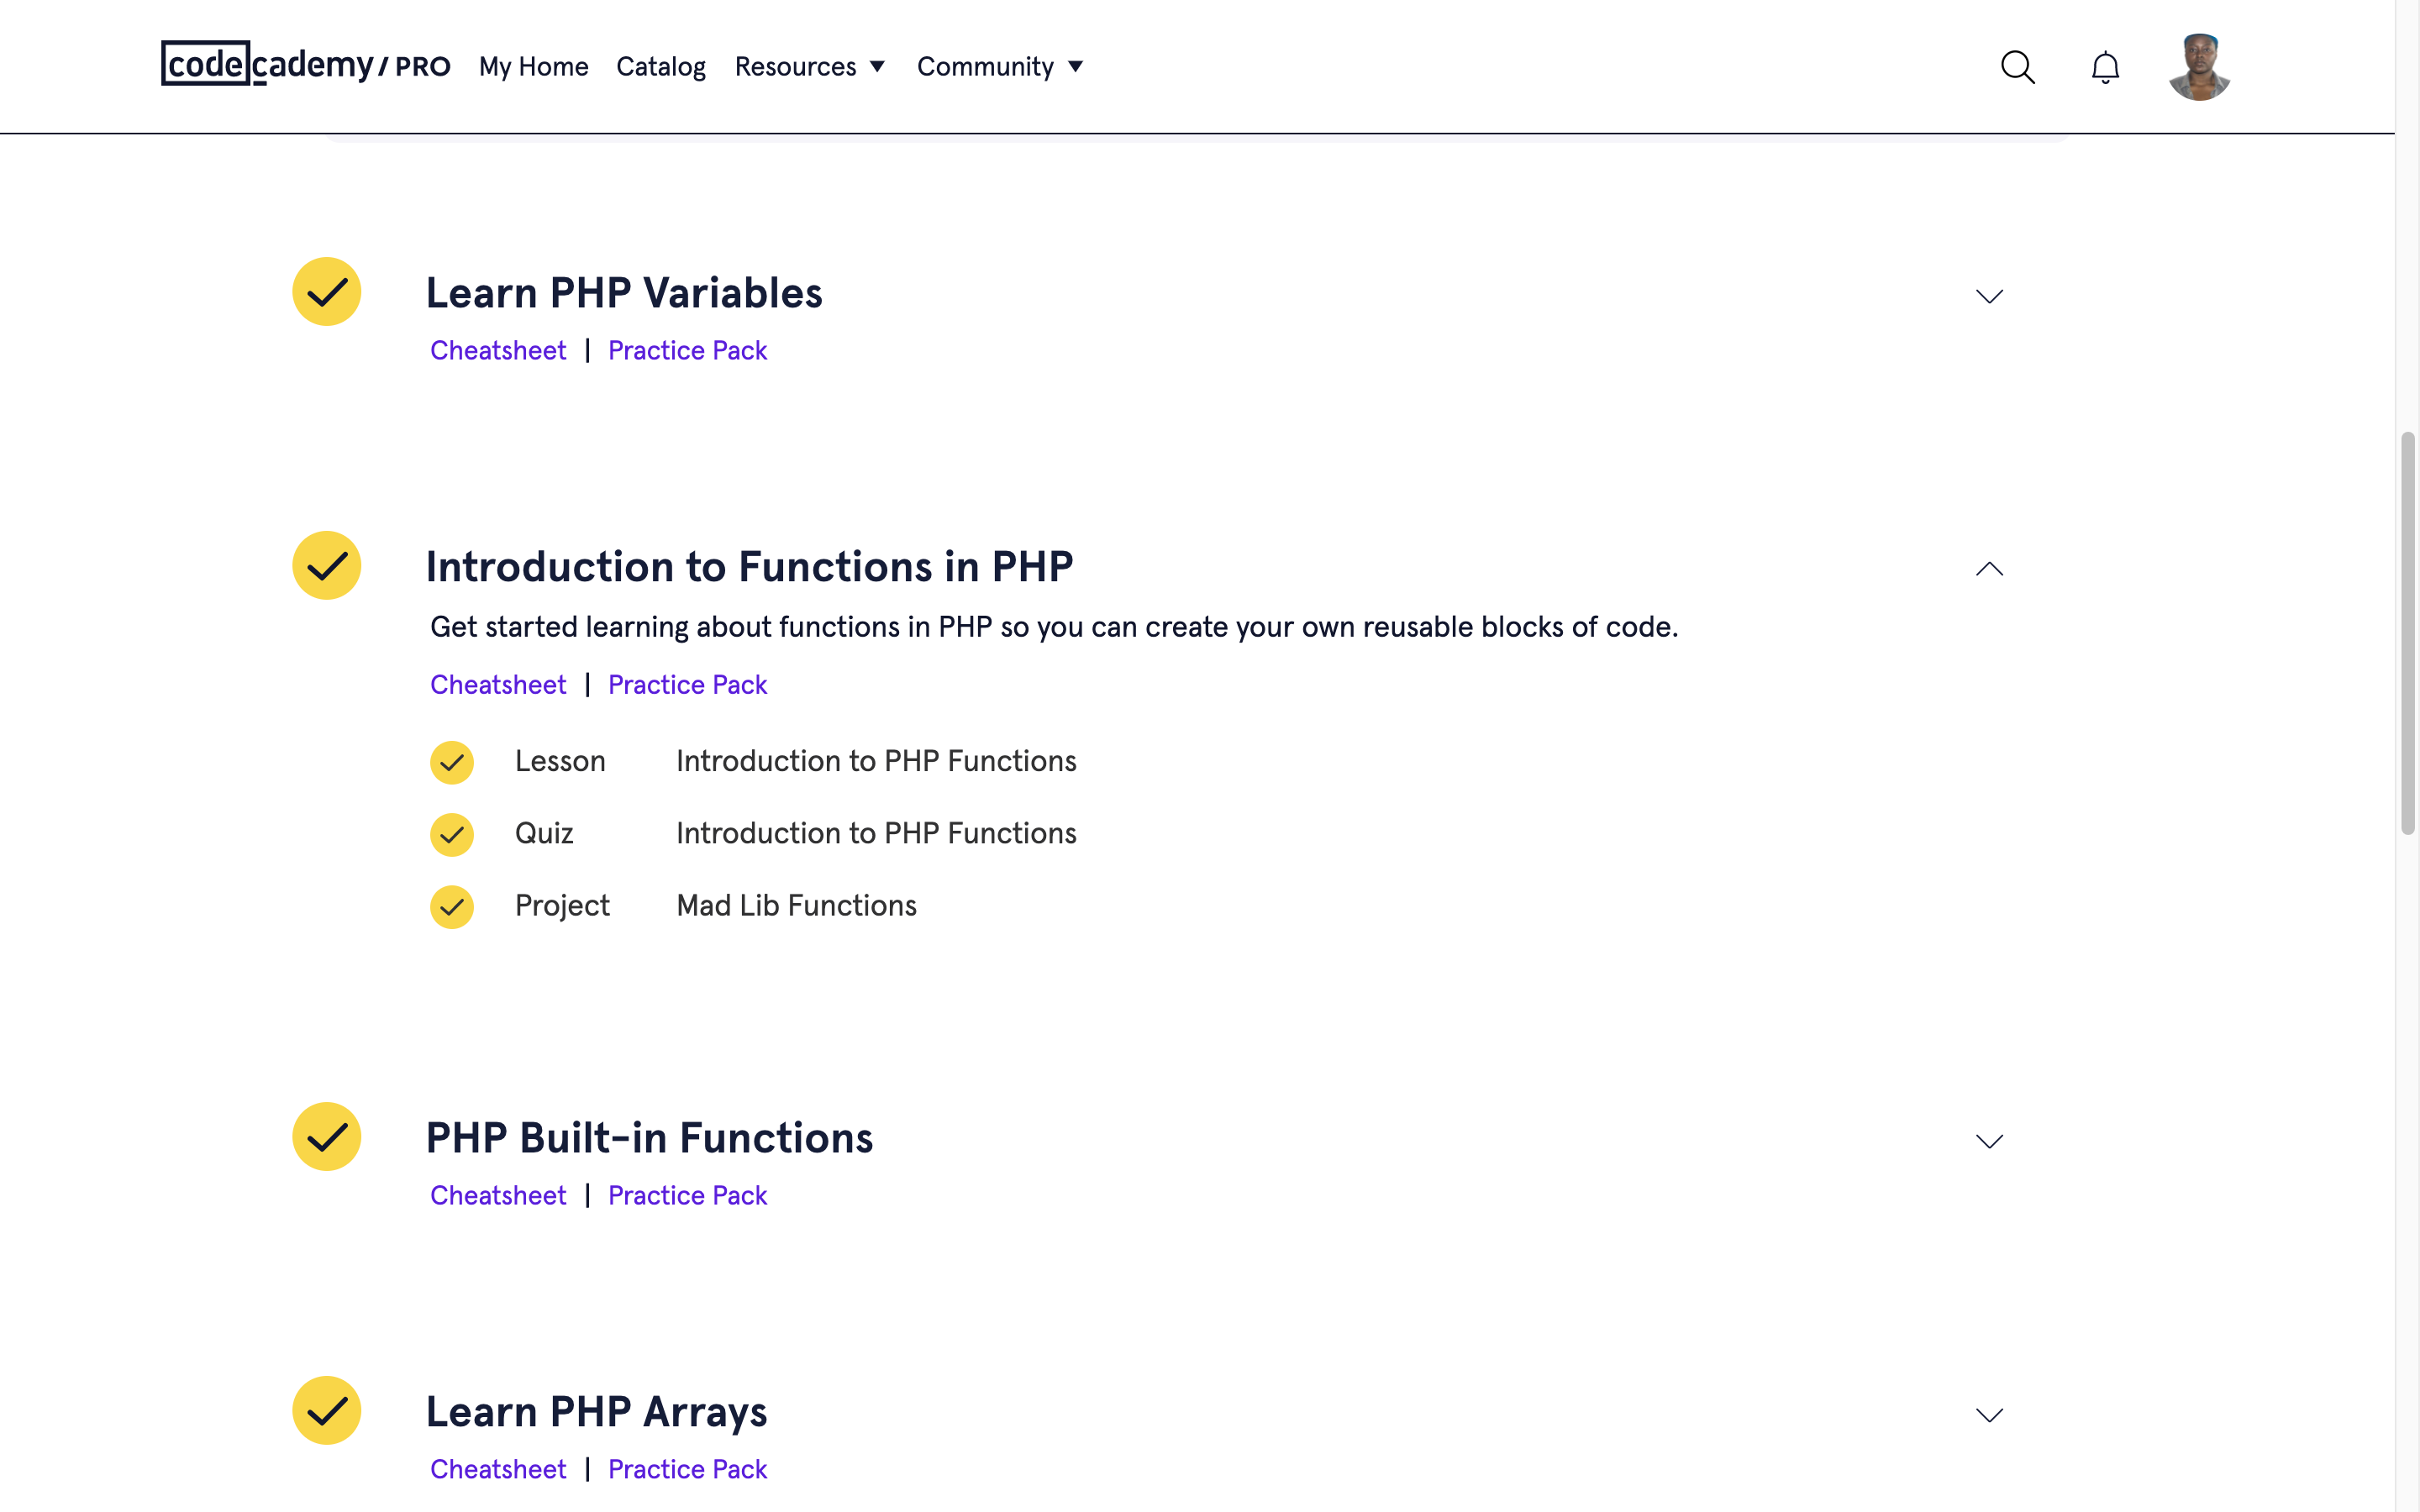 codecademy / PRO My Home Catalog Resources Community
Learn PHP Variables
Cheatsheet | Practice Pack
Introduction to Functions in PHP
Get started learning about functions in PHP so you can create your own reusable blocks of code.
Cheatsheet | Practice Pack
Lesson Introduction to PHP Functions
Quiz Introduction to PHP Functions
Project Mad Lib Functions
PHP Built-in Functions
Cheatsheet | Practice Pack
Learn PHP Arrays
Cheatsheet | Practice Pack